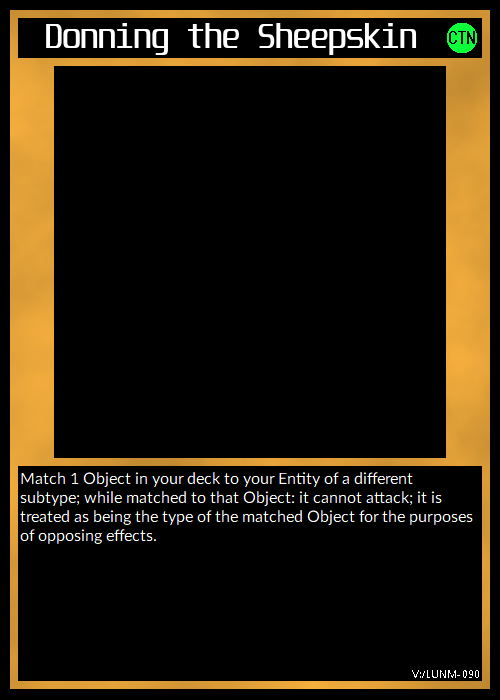 Donning the Sheepskin
CTN
Match 1 Object in your deck to your Entity of a different
subtype; while matched to that Object: it cannot attack; it is
treated as being the type of the matched Object for the purposes
of opposing effects.
V:/LUNM-090